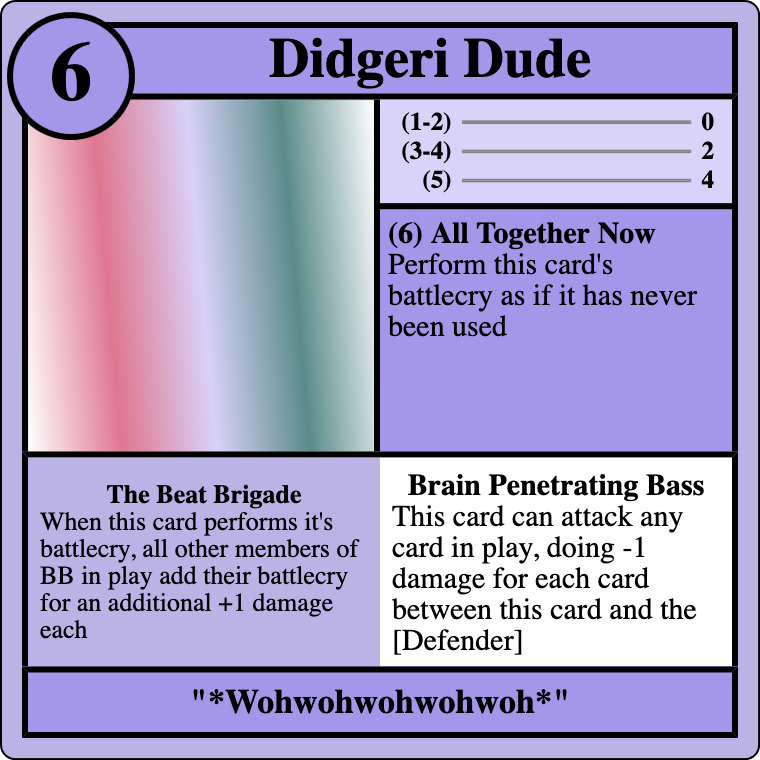 6
Didgeri Dude
(1-2) 0
(3-4) 2
(5) 4
(6) All Together Now
Perform this card's
battlecry as if it has never
been used
The Beat Brigade
When this card performs it's
battlecry, all other members of
BB in play add their battlecry
for an additional +1 damage
each
Brain Penetrating Bass
This card can attack any
card in play, doing -1
damage for each card
between this card and the
[Defender]
"*Wohwohwohwohwoh*"